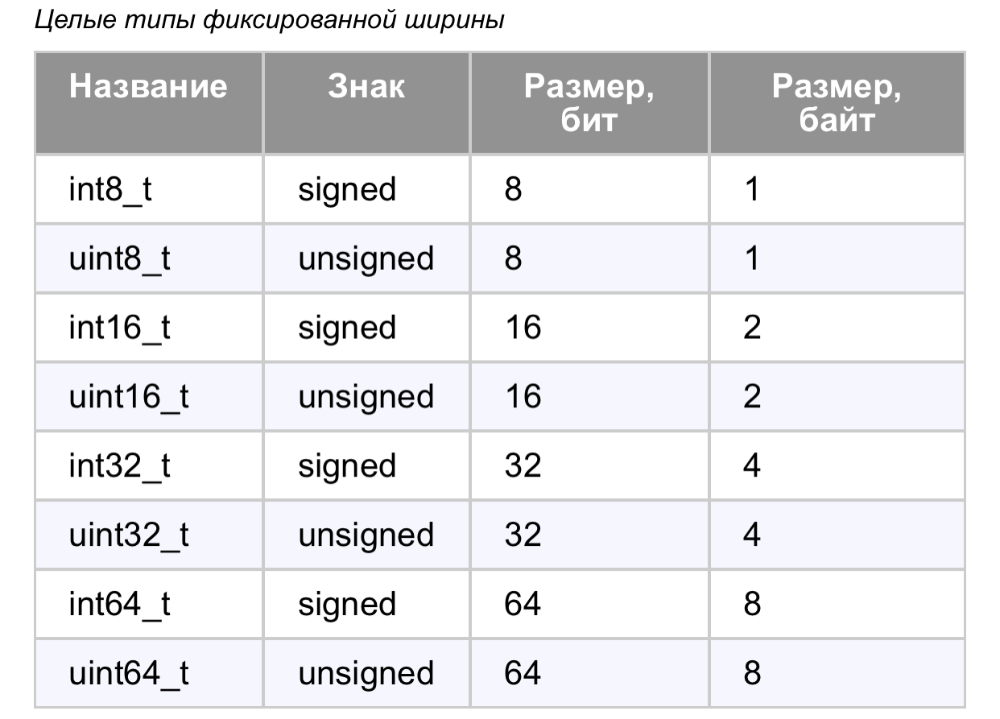 Целые типы фиксированной ширины
Название Знак Размер, бит Размер, байт
int8_t signed 8 1
uint8_t unsigned 8 1
int16_t signed 16 2
uint16_t unsigned 16 2
int32_t signed 32 4
uint32_t unsigned 32 4
int64_t signed 64 8
uint64_t unsigned 64 8